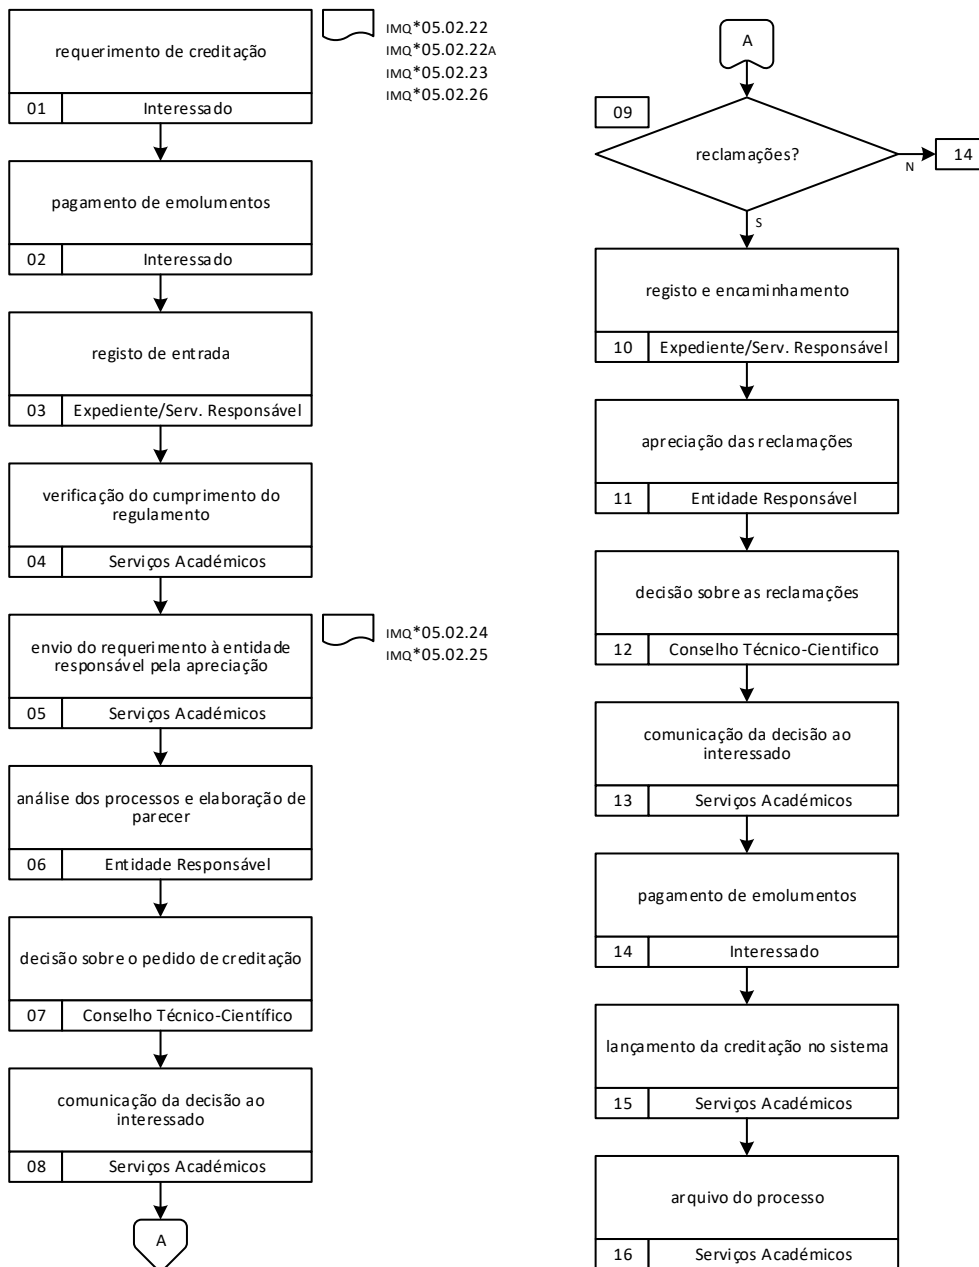 requerimento de creditação
01 Interessado
IMQ*05.02.22
IMQ*05.02.22A
IMQ*05.02.23
IMQ*05.02.26
pagamento de emolumentos
02 Interessado
registo de entrada
03 Expediente/Serv. Responsável
verificação do cumprimento do
regulamento
04 Serviços Académicos
envio do requerimento à entidade
responsável pela apreciação
05 Serviços Académicos
IMQ*05.02.24
IMQ*05.02.25
análise dos processos e elaboração de
parecer
06 Entidade Responsável
decisão sobre o pedido de creditação
07 Conselho Técnico-Científico
comunicação da decisão ao
interessado
08 Serviços Académicos
A
A
09
reclamações?
N
14
S
registo e encaminhamento
10 Expediente/Serv. Responsável
apreciação das reclamações
11 Entidade Responsável
decisão sobre as reclamações
12 Conselho Técnico-Cientifico
comunicação da decisão ao
interessado
13 Serviços Académicos
pagamento de emolumentos
14 Interessado
lançamento da creditação no sistema
15 Serviços Académicos
arquivo do processo
16 Serviços Académicos